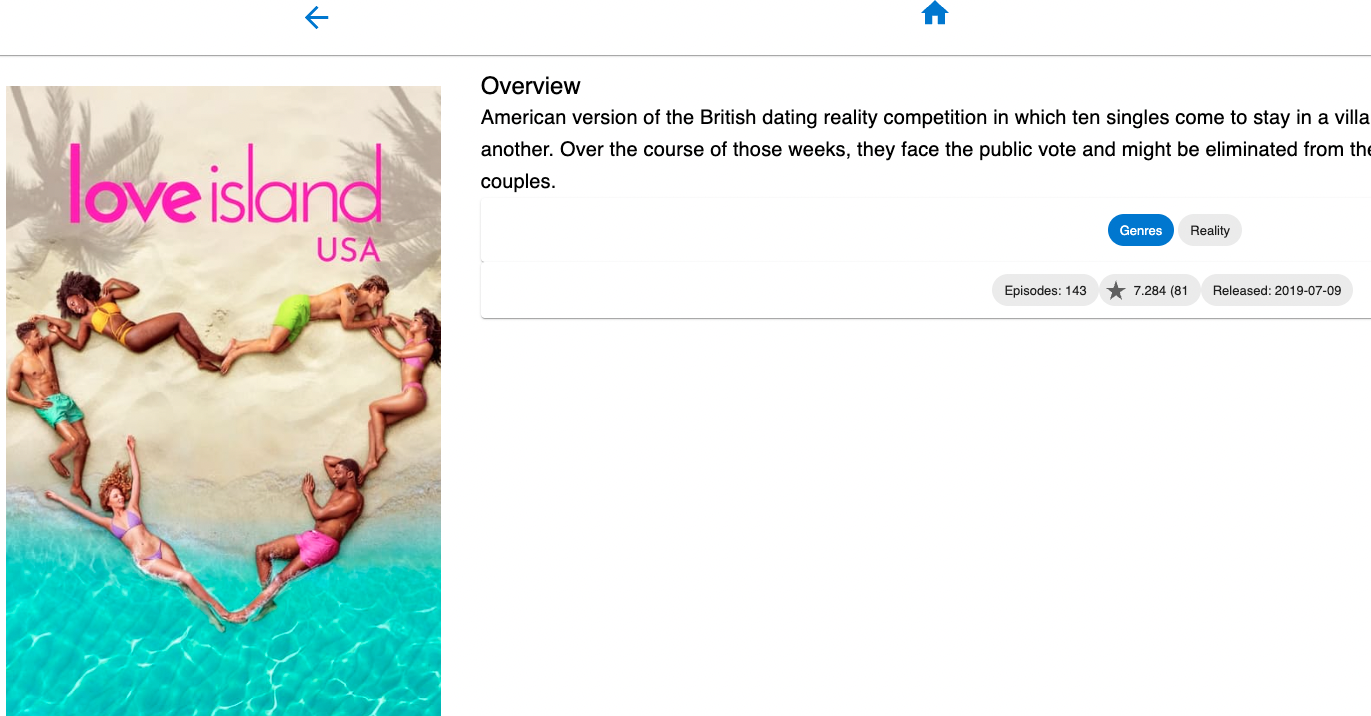 love island
USA
Overview
American version of the British dating reality competition in which ten singles come to stay in a villa
another. Over the course of those weeks, they face the public vote and might be eliminated from the
couples.
Genres Reality
Episodes: 143 7.284 (81 Released: 2019-07-09